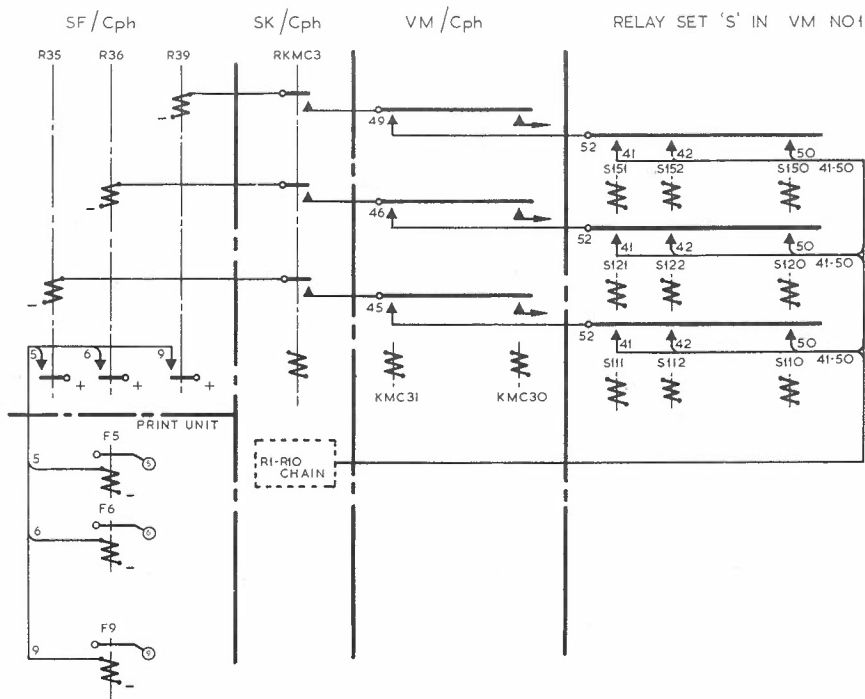 SF/Cph SK/Cph VM/Cph RELAY SET 'S' IN VM NO1
R35 R36 R39 RKMC3
49
52
41 42 50
S151 S152 S150 41-50
46
52
41 42 50
S121 S122 S120 41-50
45
52
41 42 50
S111 S112 S110 41-50
5 6 9
+ + +
KMC31 KMC30
PRINT UNIT
F5
5 5
R1-R10
CHAIN
F6
6 6
F9
9 9